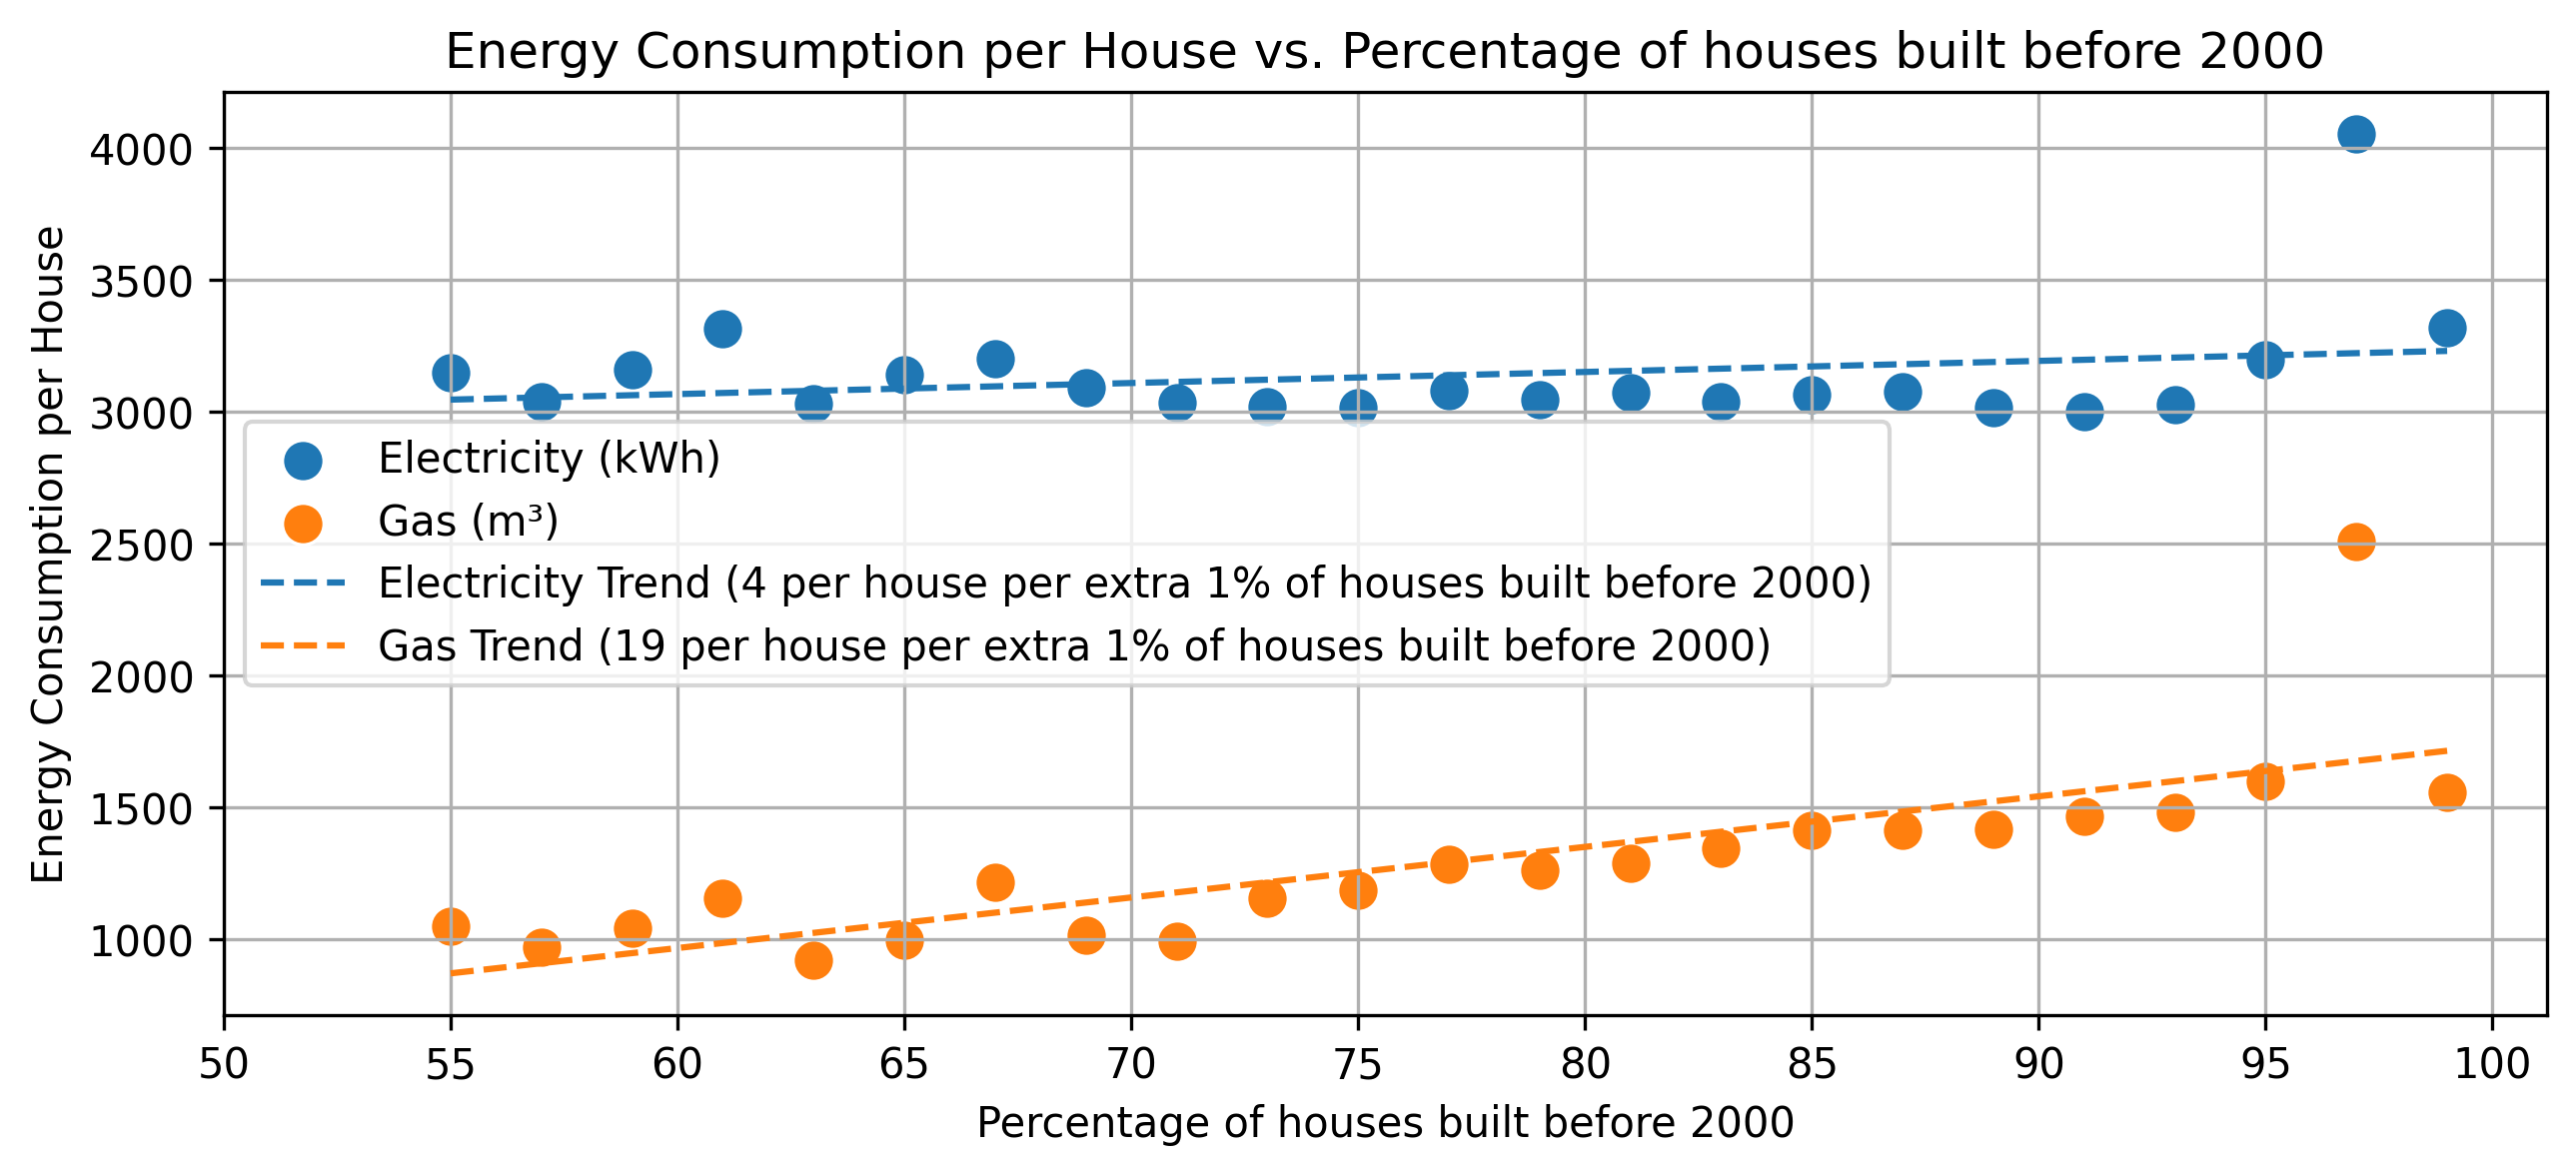 Energy Consumption per House vs. Percentage of houses built before 2000
Energy Consumption per House
4000
3500
3000
2500
2000
1500
1000
Electricity (kWh)
Gas (m³)
Electricity Trend (4 per house per extra 1% of houses built before 2000)
Gas Trend (19 per house per extra 1% of houses built before 2000)
50 55 60 65 70 75 80 85 90 95 100
Percentage of houses built before 2000